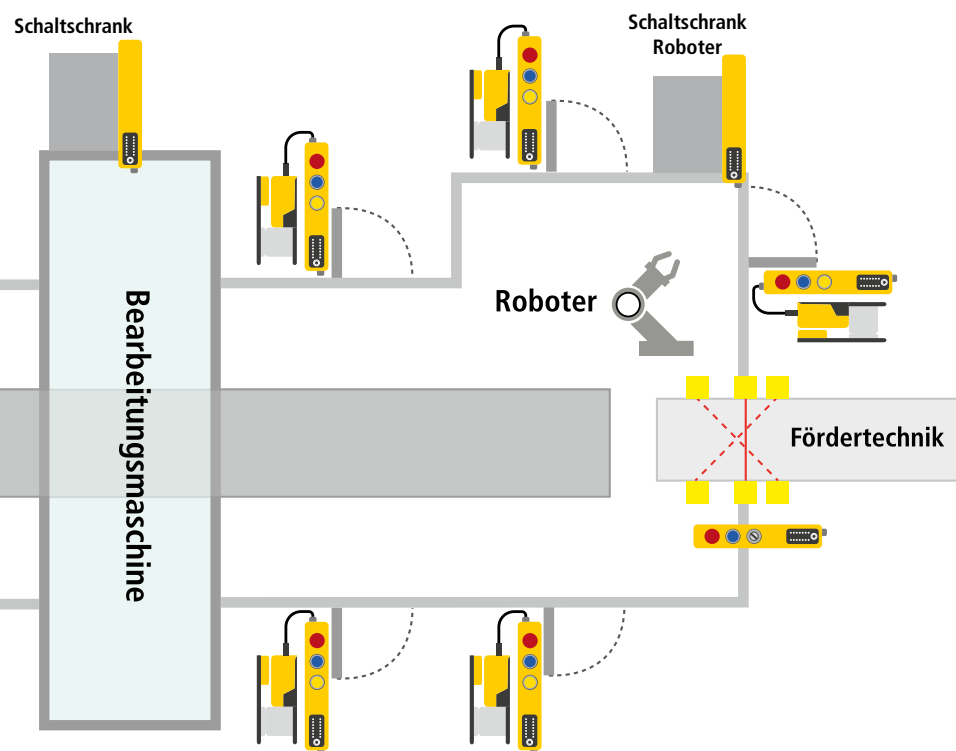 Schaltschrank
Schaltschrank
Roboter
Roboter
Bearbeitungsmaschine
Fördertechnik